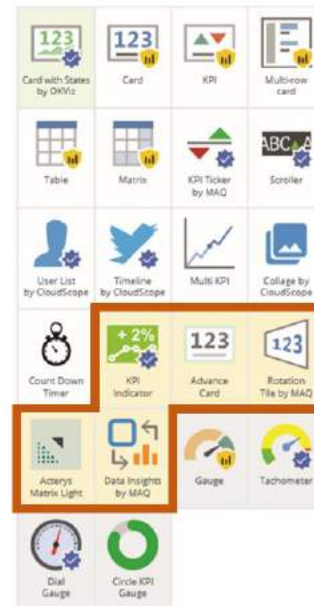 123
Card with States
by DKViz
123
Card
KPI
Multi-row
card
Table
Matrix
KPI Ticker
by MAQ
ABC A
Scroller
User List
by CloudScope
Timeline
by CloudScope
Multi KPI
Collage by
CloudScope
Count Down
Timer
+ 2%
KPI
Indicator
123
Advance
Card
123
Rotation
Tile by MAQ
Acterys
Matrix Light
Data Insights
by MAQ
Gauge
Tachometer
Dial
Gauge
Circle KPI
Gauge